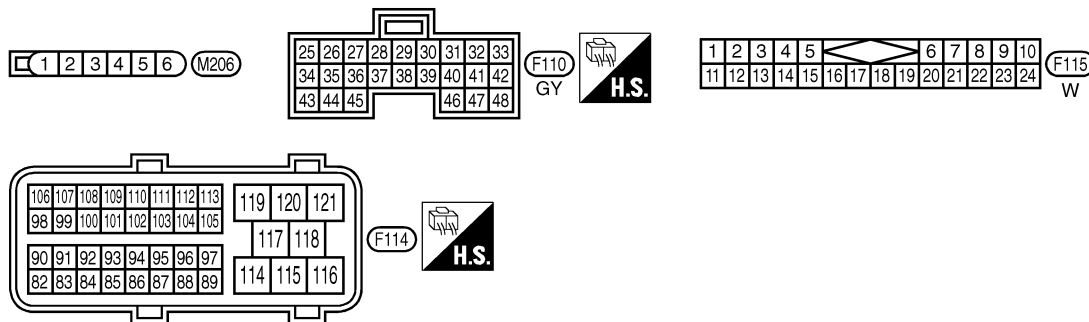 1 2 3 4 5 6 M206
25 26 27 28 29 30 31 32 33
34 35 36 37 38 39 40 41 42
43 44 45 46 47 48
F110
GY
H.S.
1 2 3 4 5 6 7 8 9 10
11 12 13 14 15 16 17 18 19 20 21 22 23 24
F115
W
106 107 108 109 110 111 112 113
98 99 100 101 102 103 104 105
90 91 92 93 94 95 96 97
82 83 84 85 86 87 88 89
119 120 121
117 118
114 115 116
F114
H.S.